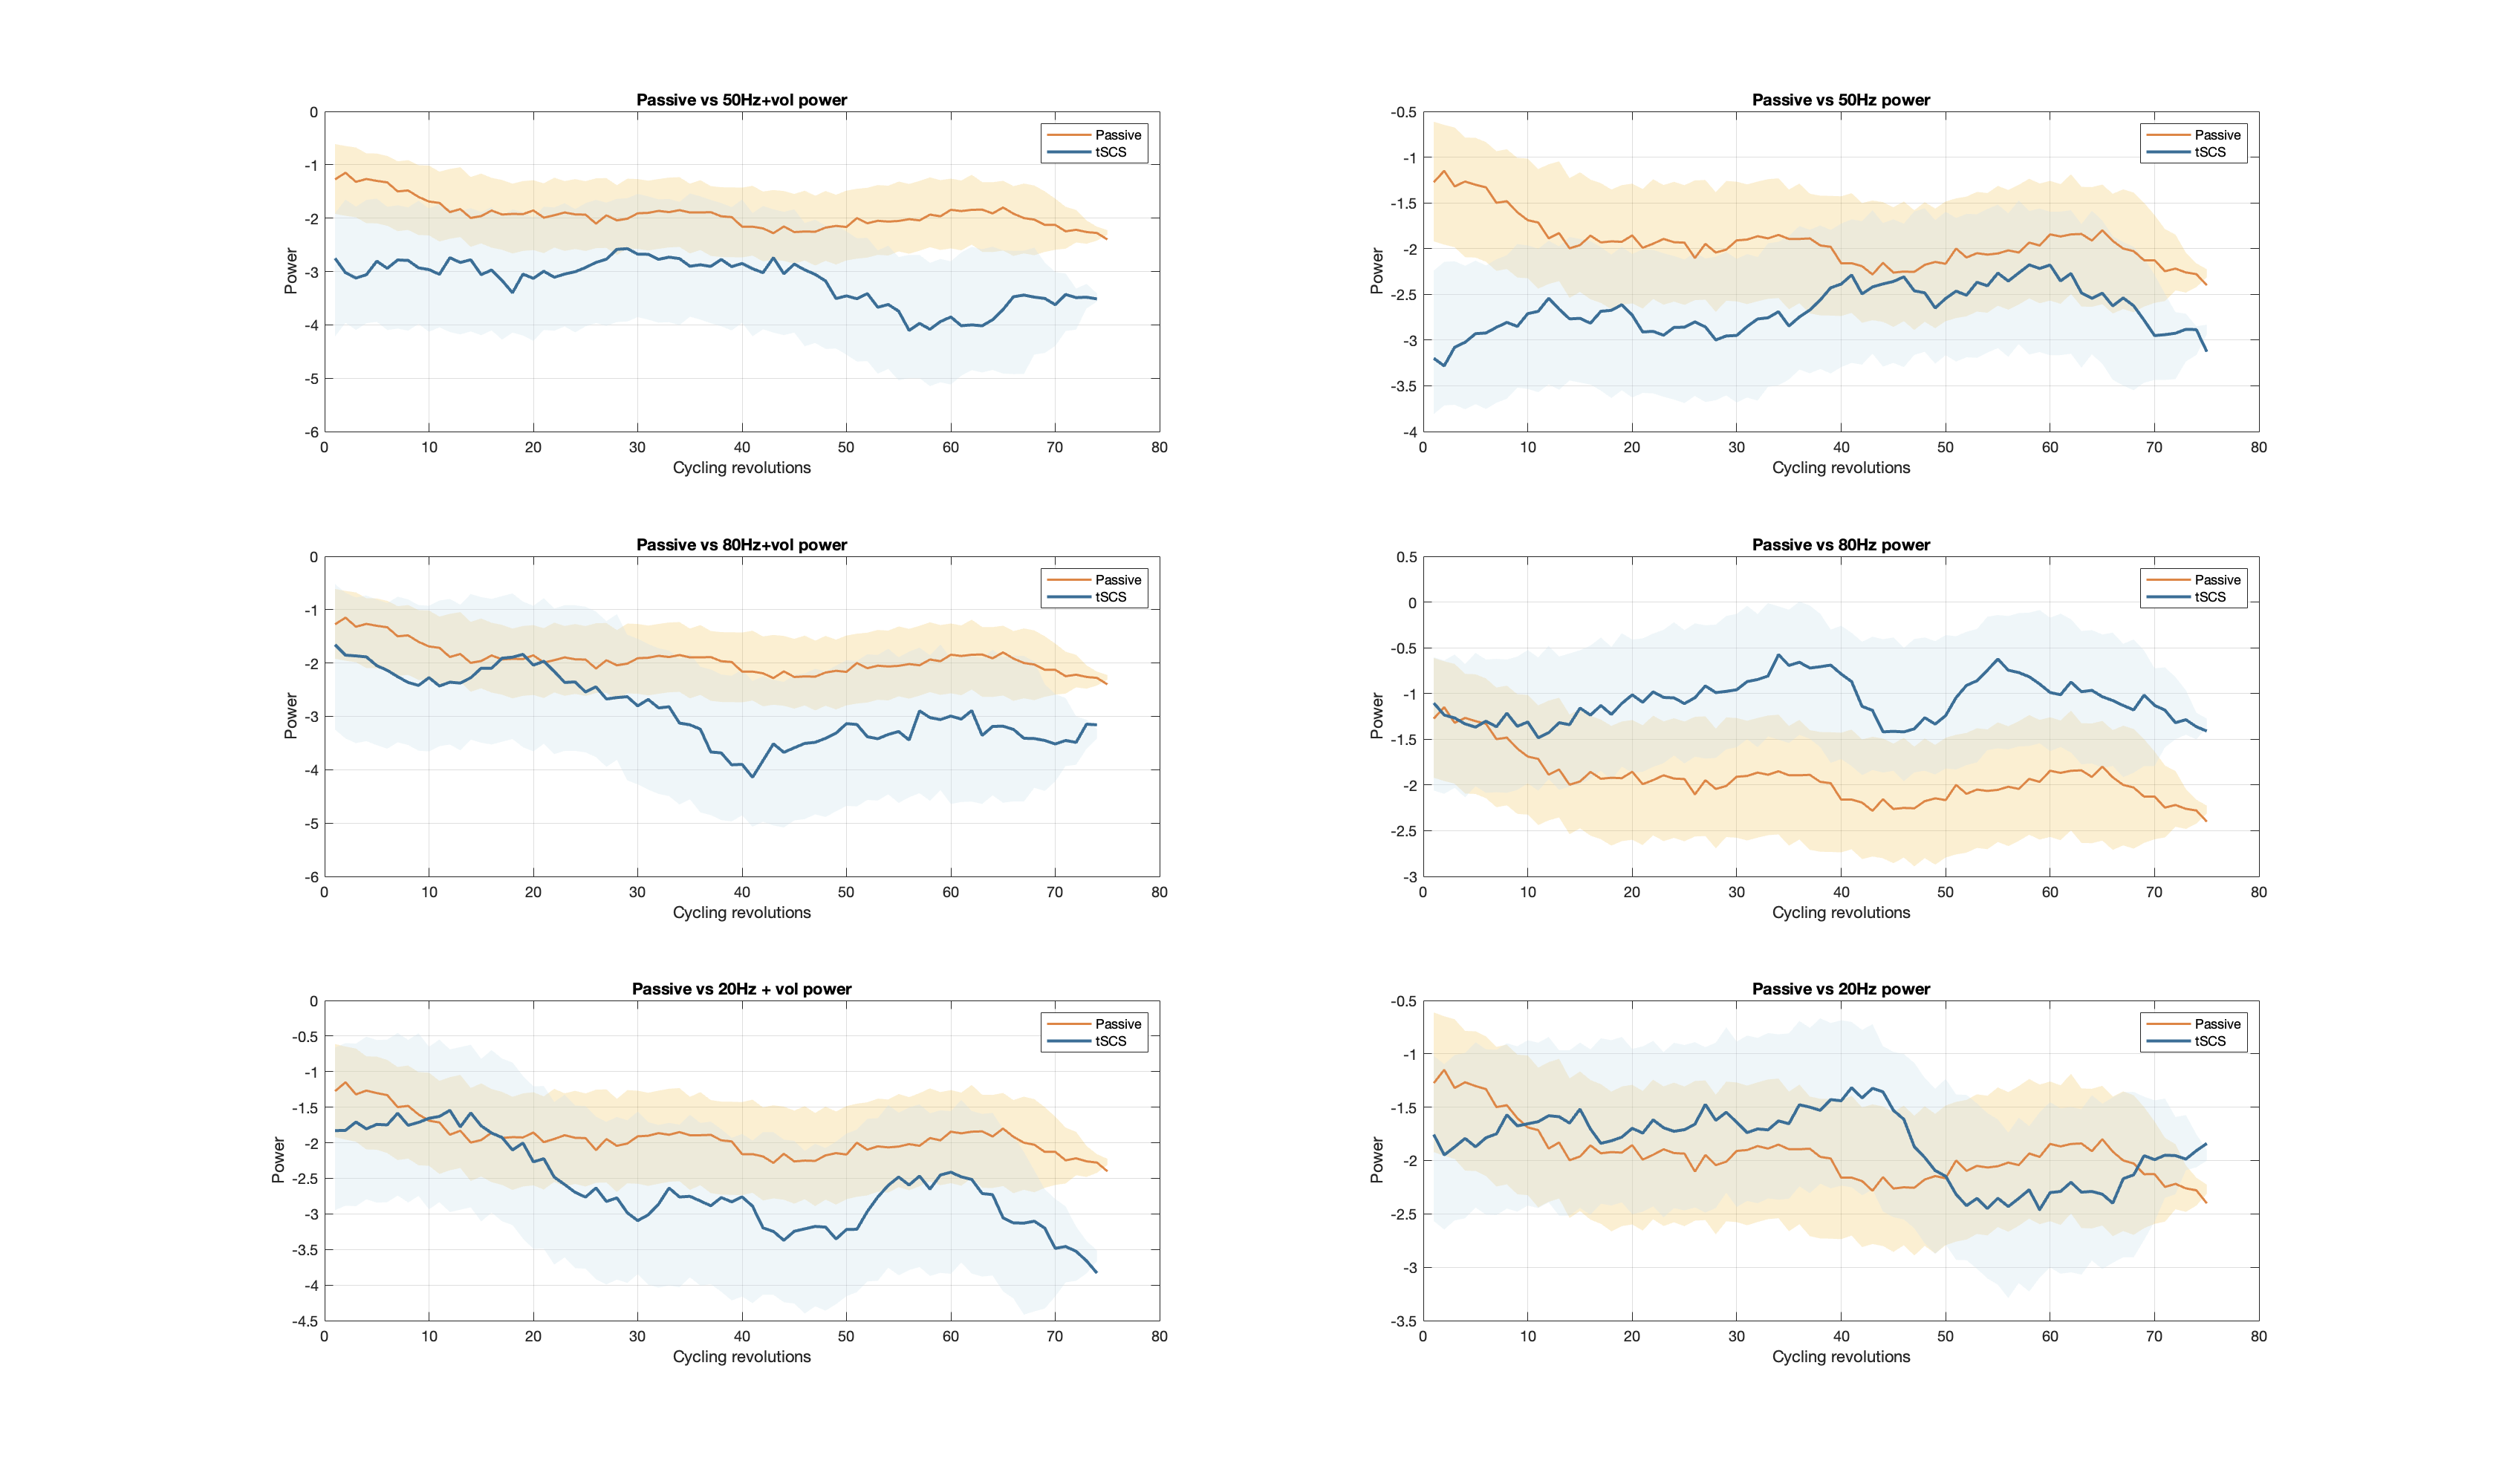 Passive vs 50Hz+vol power
0
-1
-2
-3
-4
-5
-6
Power
Passive
tSCS
0 10 20 30 40 50 60 70 80
Cycling revolutions
Passive vs 50Hz power
-0.5
-1
-1.5
-2
-2.5
-3
-3.5
-4
Power
Passive
tSCS
0 10 20 30 40 50 60 70 80
Cycling revolutions
Passive vs 80Hz+vol power
0
-1
-2
-3
-4
-5
-6
Power
Passive
tSCS
0 10 20 30 40 50 60 70 80
Cycling revolutions
Passive vs 80Hz power
0.5
0
-0.5
-1
-1.5
-2
-2.5
-3
Power
Passive
tSCS
0 10 20 30 40 50 60 70 80
Cycling revolutions
Passive vs 20Hz + vol power
0
-0.5
-1
-1.5
-2
-2.5
-3
-3.5
-4
-4.5
Power
Passive
tSCS
0 10 20 30 40 50 60 70 80
Cycling revolutions
Passive vs 20Hz power
-0.5
-1
-1.5
-2
-2.5
-3
-3.5
Power
Passive
tSCS
0 10 20 30 40 50 60 70 80
Cycling revolutions